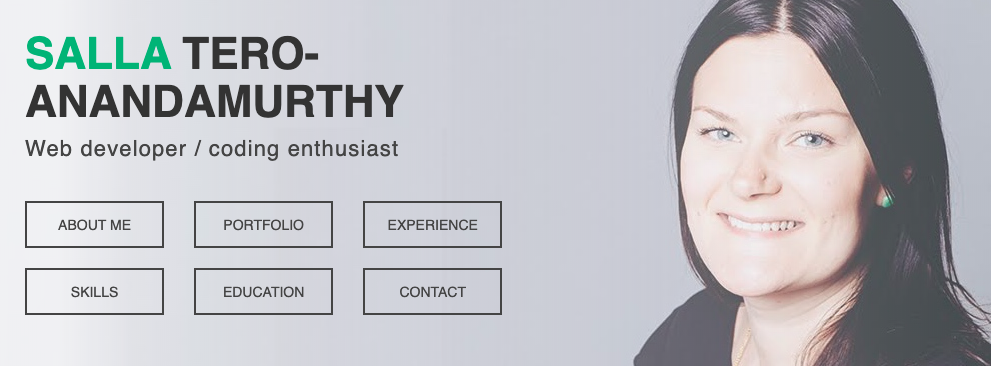 SALLA TERO-
ANANDAMURTHY
Web developer / coding enthusiast
ABOUT ME
PORTFOLIO
EXPERIENCE
SKILLS
EDUCATION
CONTACT